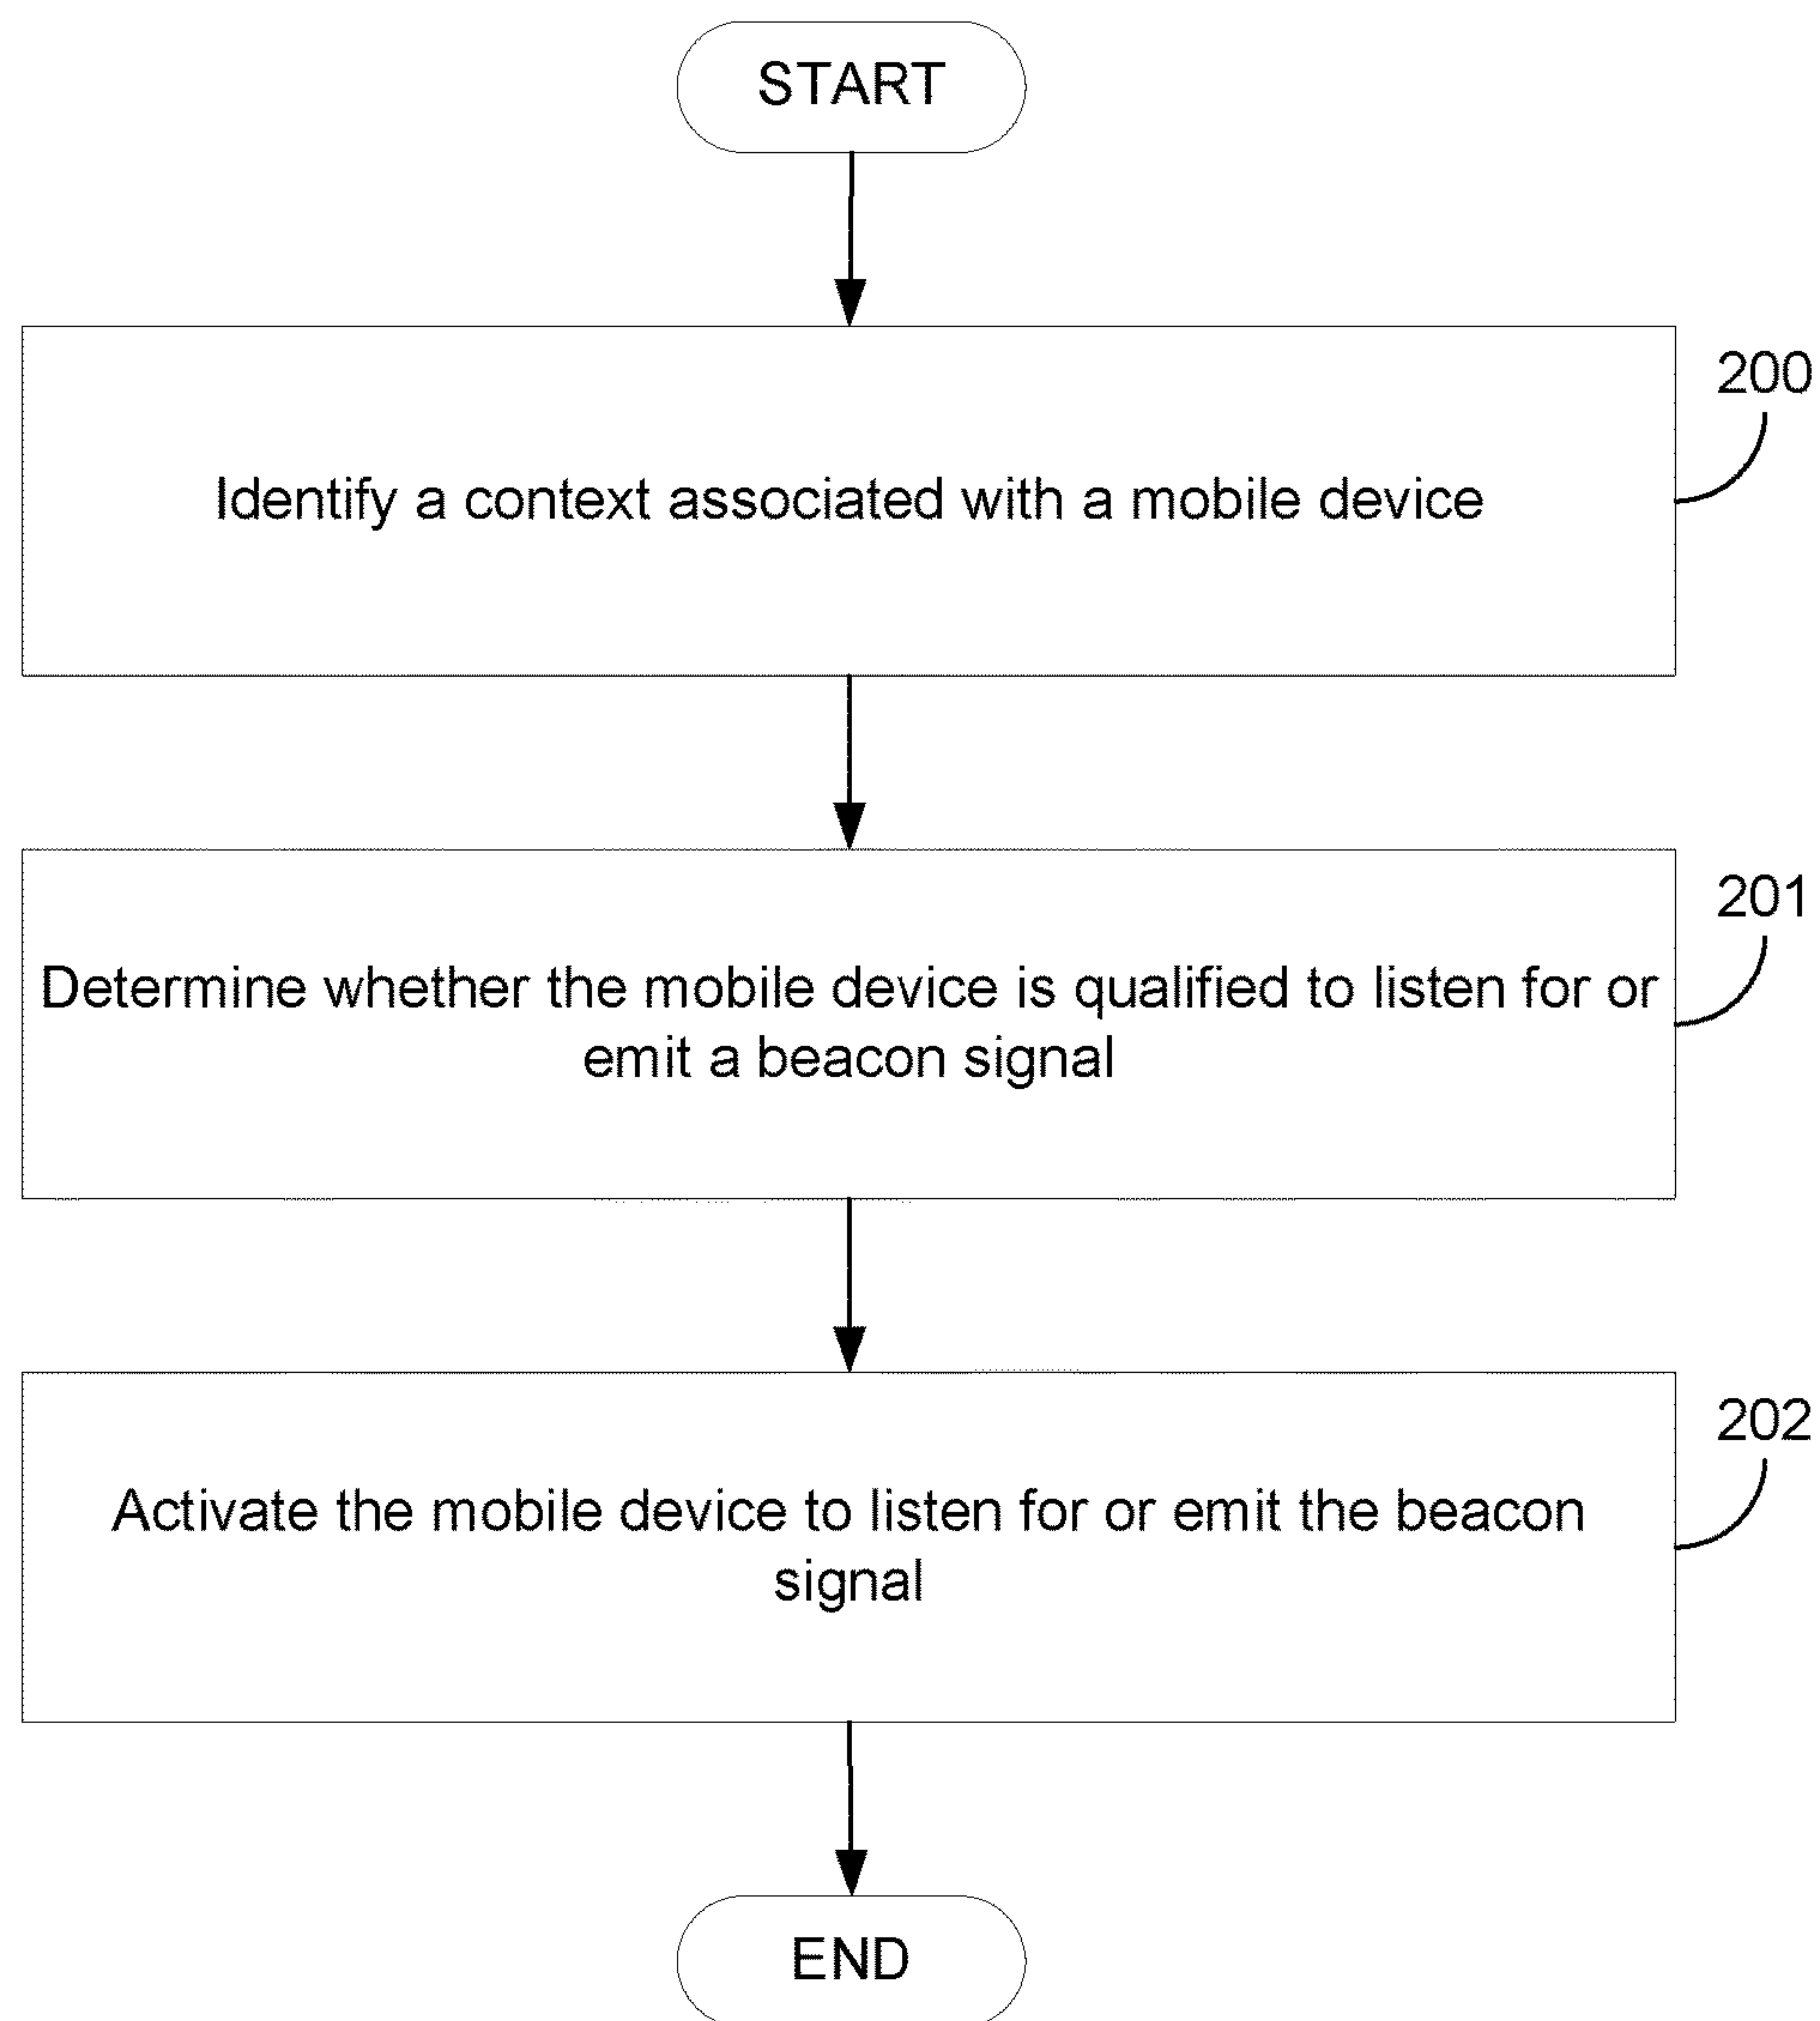 START
200
Identify a context associated with a mobile device
201
Determine whether the mobile device is qualified to listen for or
emit a beacon signal
202
Activate the mobile device to listen for or emit the beacon
signal
END